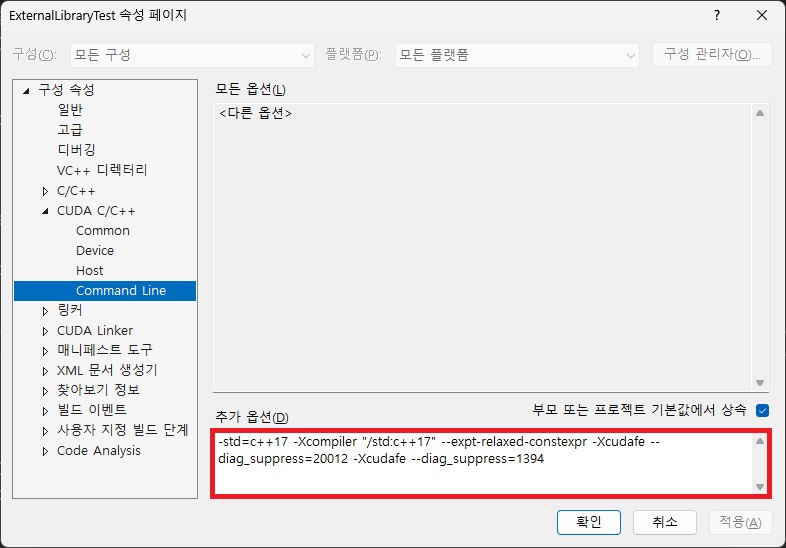 ExternalLibraryTest 속성 페이지
구성(C): 모든 구성 플랫폼(P): 모든 플랫폼 구성 관리자(O)...
구성 속성
일반
고급
디버깅
VC++ 디렉터리
C/C++
CUDA C/C++
Common
Device
Host
Command Line
링커
CUDA Linker
매니페스트 도구
XML 문서 생성기
찾아보기 정보
빌드 이벤트
사용자 지정 빌드 단계
Code Analysis
모든 옵션(L)
<다른 옵션>
추가 옵션(D) 부모 또는 프로젝트 기본값에서 상속
-std=c++17 -Xcompiler "/std:c++17" --expt-relaxed-constexpr -Xcudafe --
diag_suppress=20012 -Xcudafe --diag_suppress=1394
확인 취소 적용(A)